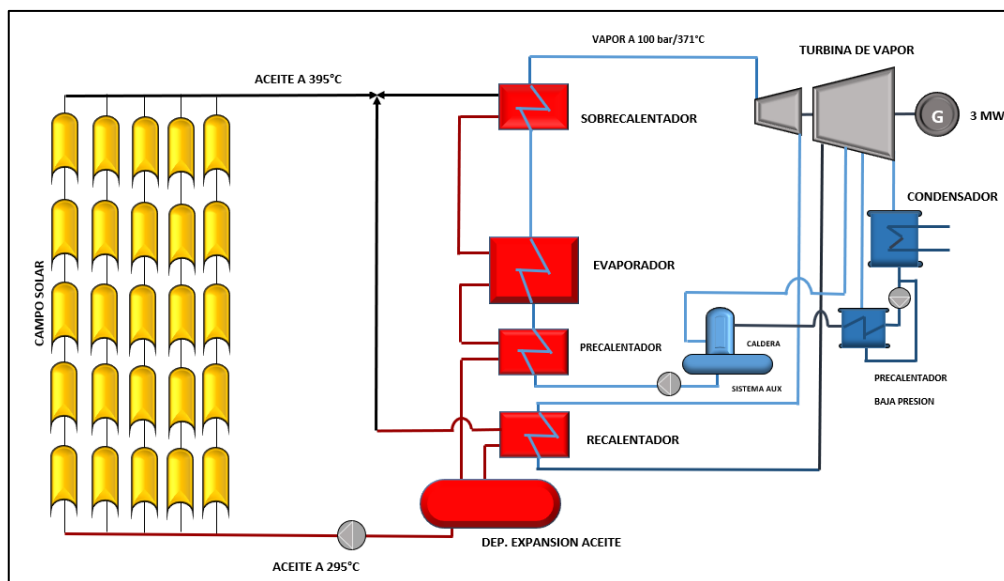 VAPOR A 100 bar/371°C
TURBINA DE VAPOR
ACEITE A 395°C
SOBRECALENTADOR
G
3 MW
CONDENSADOR
CAMPO SOLAR
EVAPORADOR
PRECALENTADOR
CALDERA
SISTEMA AUX
PRECALENTADOR
BAJA PRESION
RECALENTADOR
DEP. EXPANSION ACEITE
ACEITE A 295°C